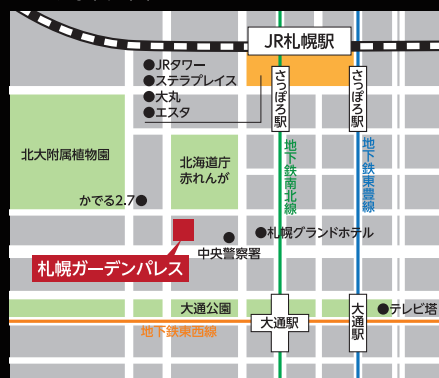 JR札幌駅
●JRタワー
●ステラプレイス
●大丸
●エスタ
さっぽろ駅
さっぽろ駅
北大附属植物園
北海道庁
赤れんが
地下鉄南北線
地下鉄東豊線
かでる2.7●
●札幌グランドホテル
中央警察署
札幌ガーデンパレス
大通公園
大通駅
大通駅
●テレビ塔
地下鉄東西線